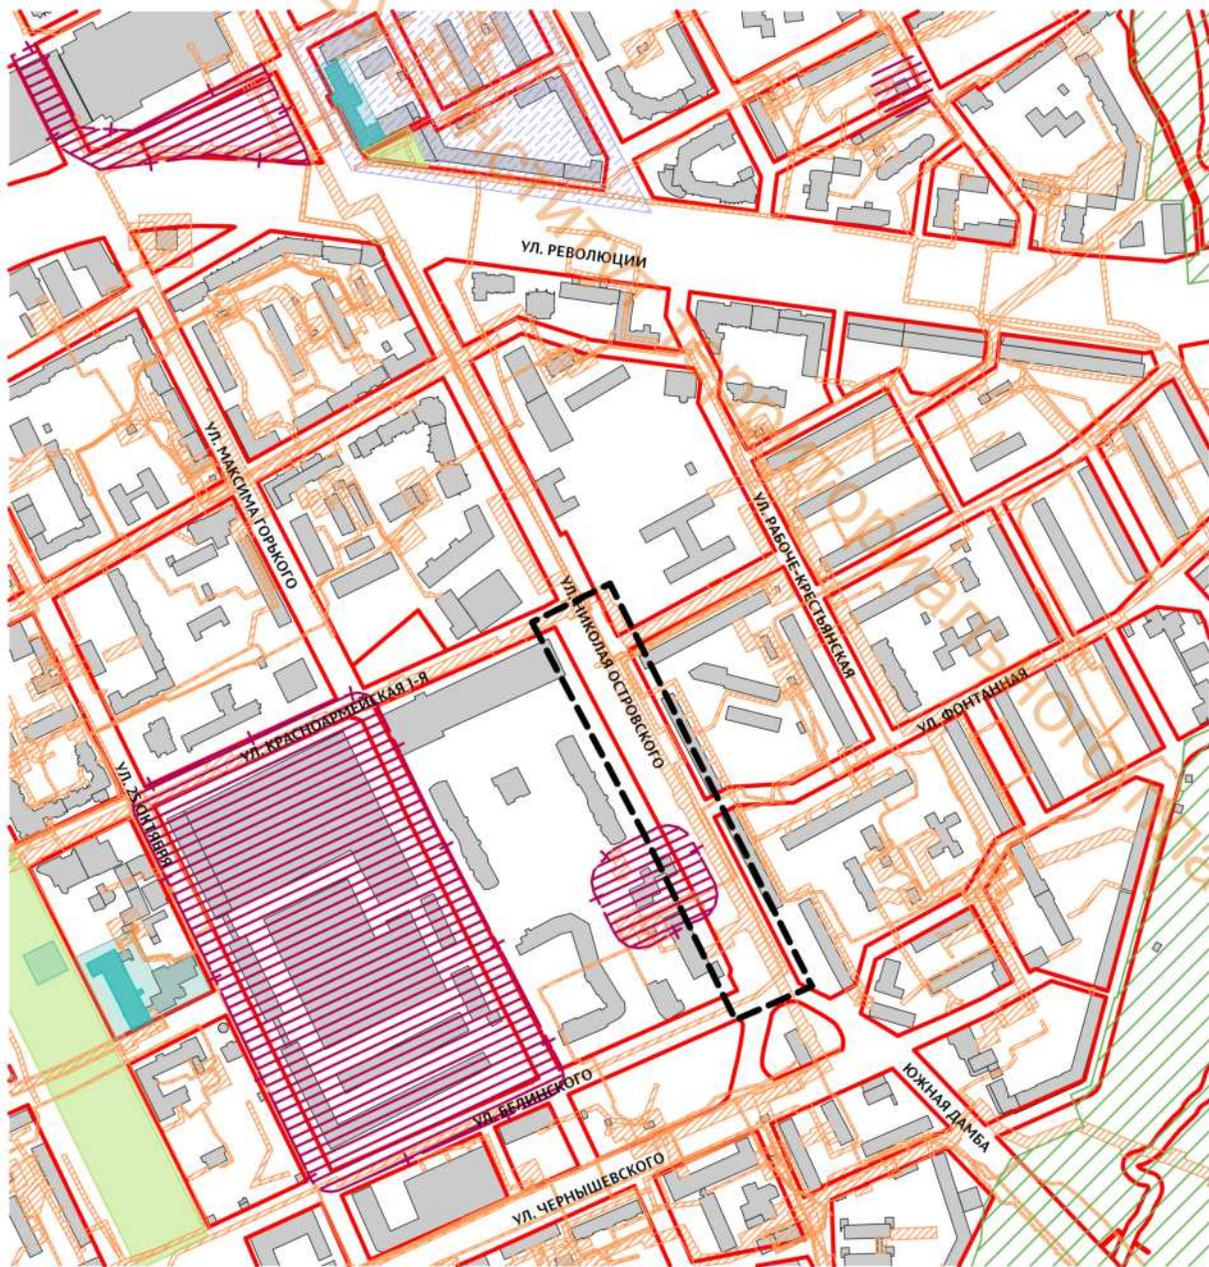 УЛ. РЕВОЛЮЦИИ
УЛ. МАКСИМА ГОРЬКОГО
УЛ. РАБОЧЕ-КРЕСТЬЯНСКАЯ
УЛ. НИКОЛАЯ ОСТРОВСКОГО
УЛ. ФОНТАННАЯ
УЛ. КРАСНОАРМЕЙСКАЯ 1-Я
УЛ. 25 ОКТЯБРЯ
УЛ. БЕЛИНСКОГО
ЮЖНАЯ ДАМБА
УЛ. ЧЕРНЫШЕВСКОГО